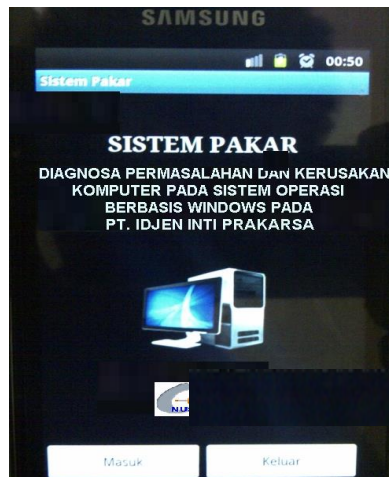 SAMSUNG
00:50
Sistem Pakar
SISTEM PAKAR
DIAGNOSA PERMASALAHAN DAN KERUSAKAN
KOMPUTER PADA SISTEM OPERASI
BERBASIS WINDOWS PADA
PT. IDJEN INTI PRAKARSA
Masuk
Keluar